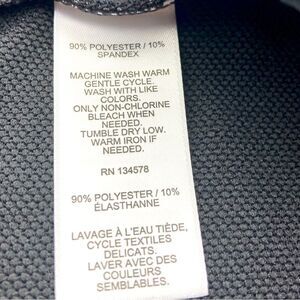 90% POLYESTER / 10%
SPANDEX
MACHINE WASH WARM
GENTLE CYCLE.
WASH WITH LIKE
COLORS.
ONLY NON-CHLORINE
BLEACH WHEN
NEEDED.
TUMBLE DRY LOW.
WARM IRON IF
NEEDED.
RN 134578
90% POLYESTER / 10%
ÉLASTHANNE
LAVAGE À L'EAU TIÈDE,
CYCLE TEXTILES
DÉLICATS.
LAVER AVEC DES
COULEURS
SEMBLABLES.